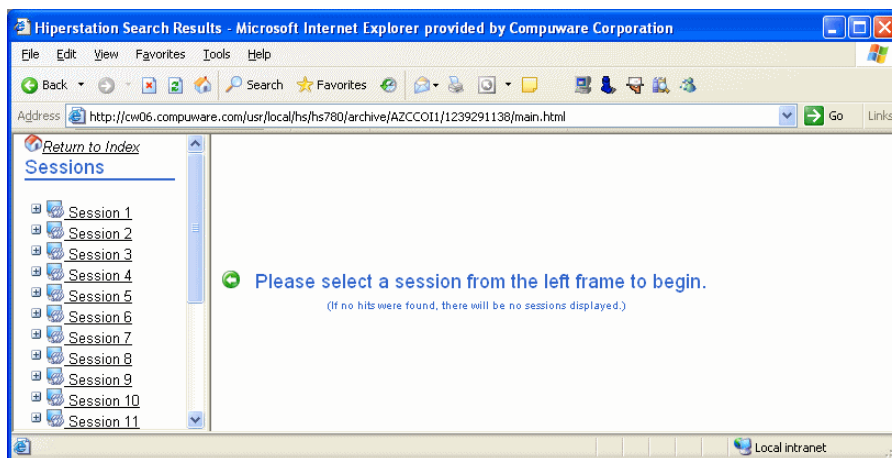 Hiperstation Search Results - Microsoft Internet Explorer provided by Compuware Corporation
File Edit View Favorites Tools Help
Back Search Favorites
Address http://cw06.compuware.com/usr/local/hs/hs780/archive/AZCCOI1/1239291138/main.html Go Links
Return to Index
Sessions
Session 1
Session 2
Session 3
Session 4
Session 5
Session 6
Session 7
Session 8
Session 9
Session 10
Session 11
Please select a session from the left frame to begin.
(If no hits were found, there will be no sessions displayed.)
Local intranet